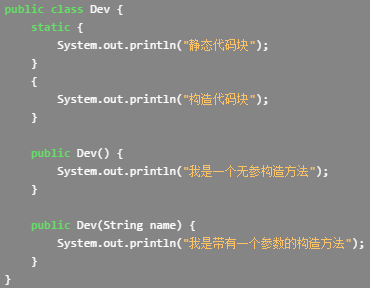 public class Dev {
static {
System.out.println("静态代码块");
}
{
System.out.println("构造代码块");
}
public Dev() {
System.out.println("我是一个无参构造方法");
}
public Dev(String name) {
System.out.println("我是带有一个参数的构造方法");
}
}